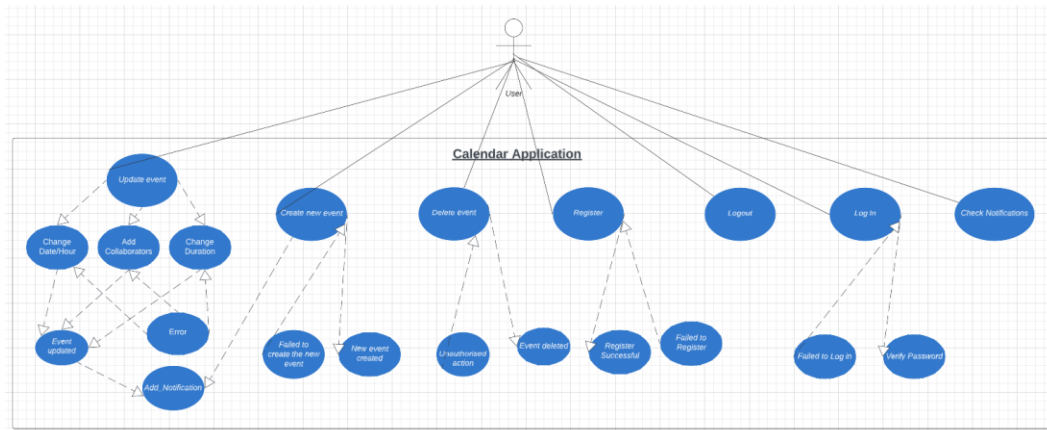 User
Calendar Application
Update event
Create new event
Delete event
Register
Logout
Log In
Check Notifications
Change
Date/Hour
Add
Collaborators
Change
Duration
Event
updated
Error
Add_Notification
Failed to
create the new
event
New event
created
Unauthorised
action
Event deleted
Register
Successful
Failed to
Register
Failed to Log in
Verify Password